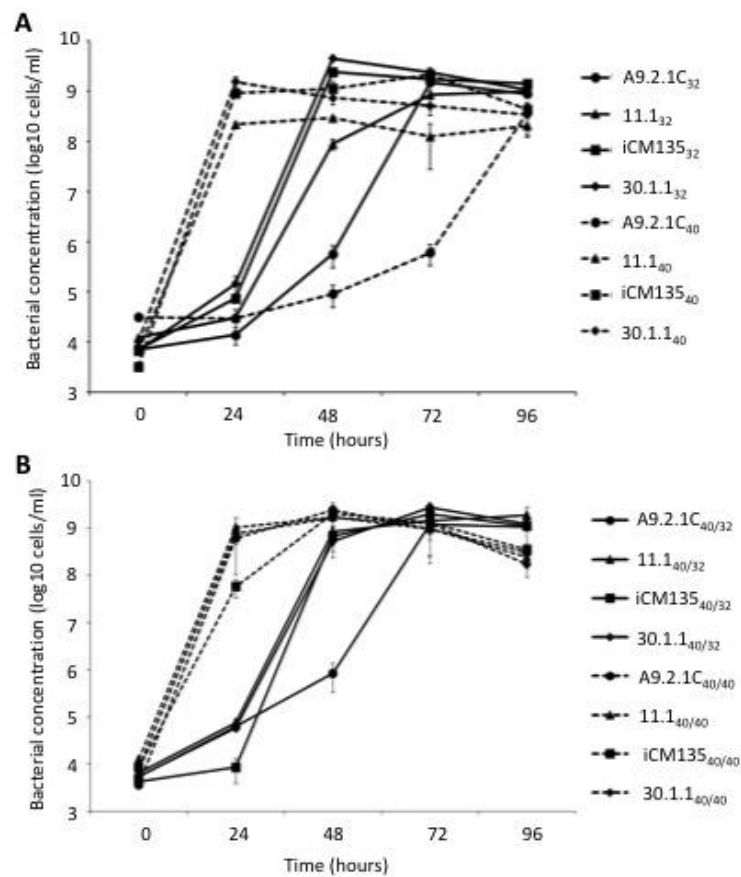 A
Bacterial concentration (log10 cells/ml)
10
9
8
7
6
5
4
3
0 24 48 72 96
Time (hours)
A9.2.1C32
11.132
iCM13532
30.1.132
A9.2.1C40
11.140
iCM13540
30.1.140
B
Bacterial concentration (log10 cells/ml)
10
9
8
7
6
5
4
3
0 24 48 72 96
Time (hours)
A9.2.1C40/32
11.140/32
iCM13540/32
30.1.140/32
A9.2.1C40/40
11.140/40
iCM13540/40
30.1.140/40